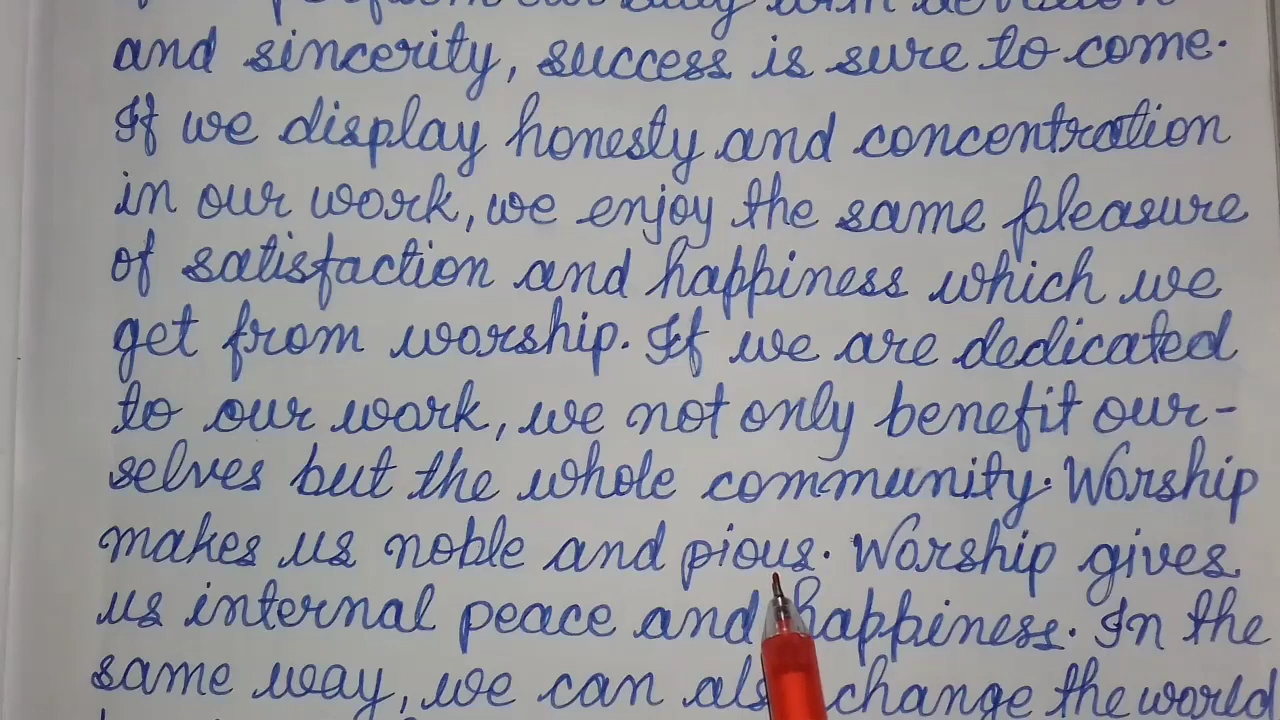 and sincerity, success is sure to come.
If we display honesty and concentration
in our work, we enjoy the same pleasure
of satisfaction and happiness which we
get from worship. If we are dedicated
to our work, we not only benefit our-
selves but the whole community. Worship
makes us noble and pious. Worship gives
us internal peace and happiness. In the
same way, we can also change the world